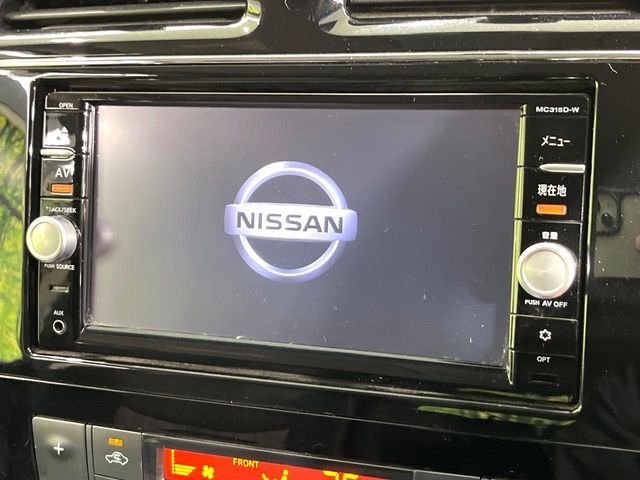 OPEN
MC315D-W
メニュー
AV
現在地
TRACK/SEEK
音量
NISSAN
PUSH SOURCE
PUSH AV OFF
AUX
OPT
FRONT